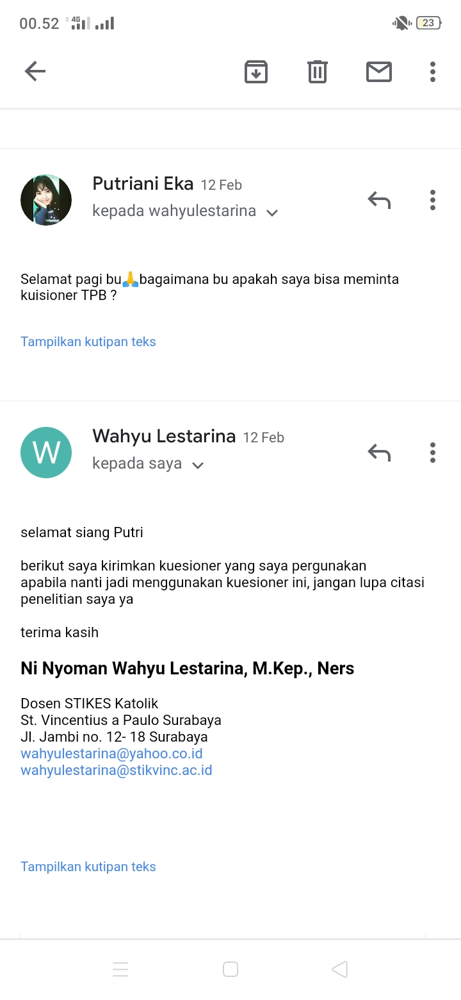 00.52 4G 23
Putriani Eka 12 Feb
kepada wahyulestarina
Selamat pagi bu🙏bagaimana bu apakah saya bisa meminta
kuisioner TPB ?
Tampilkan kutipan teks
W
Wahyu Lestarina 12 Feb
kepada saya
selamat siang Putri
berikut saya kirimkan kuesioner yang saya pergunakan
apabila nanti jadi menggunakan kuesioner ini, jangan lupa citasi
penelitian saya ya
terima kasih
Ni Nyoman Wahyu Lestarina, M.Kep., Ners
Dosen STIKES Katolik
St. Vincentius a Paulo Surabaya
Jl. Jambi no. 12- 18 Surabaya
wahyulestarina@yahoo.co.id
wahyulestarina@stikvinc.ac.id
Tampilkan kutipan teks